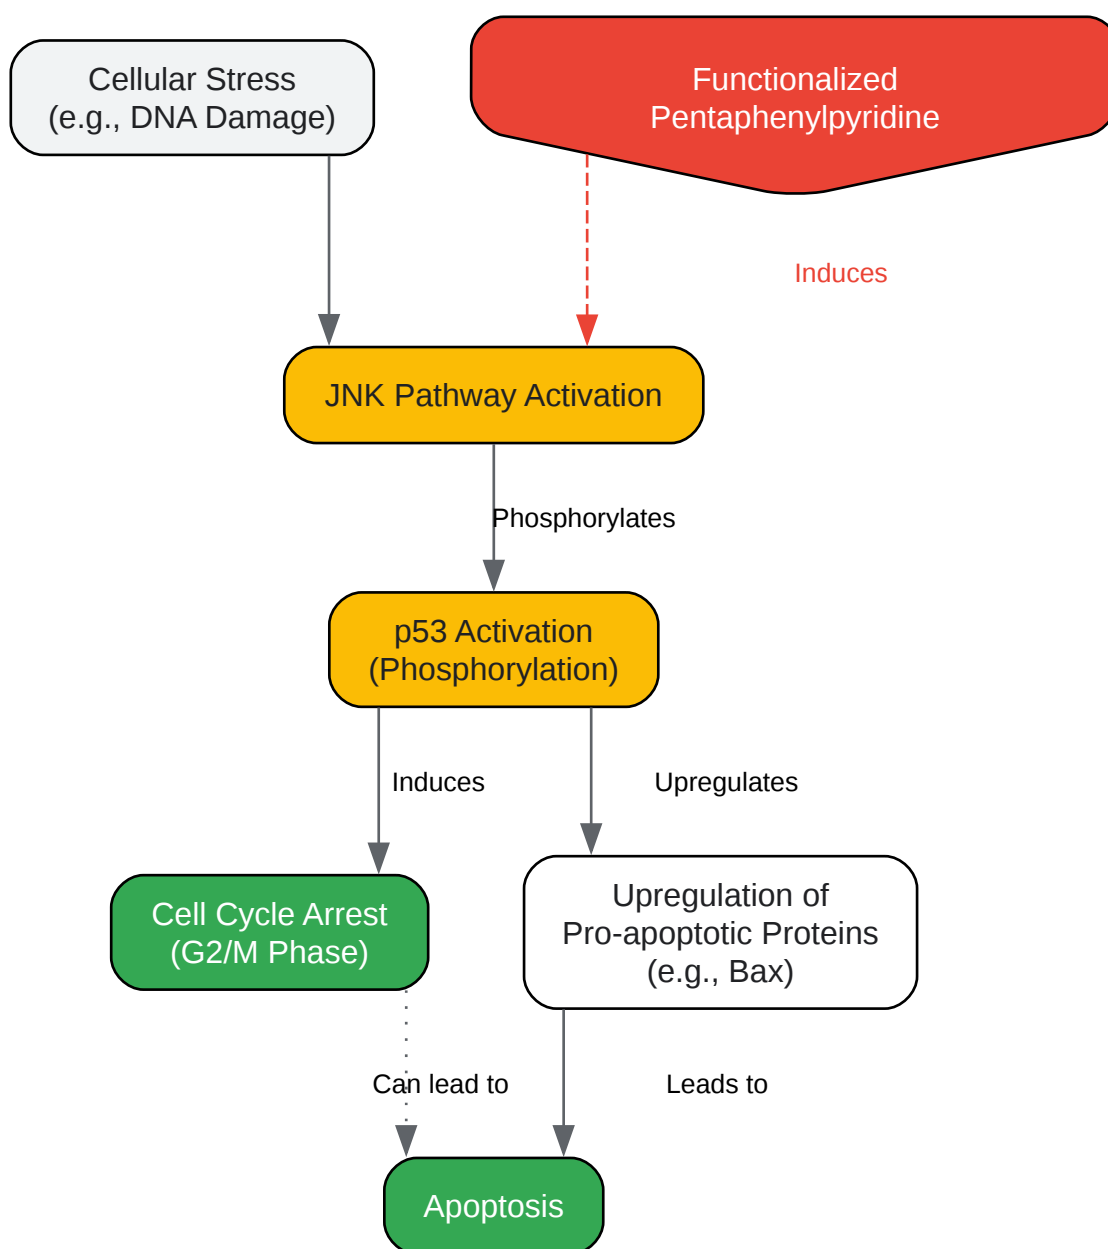 Cellular Stress
(e.g., DNA Damage)
Functionalized
Pentaphenylpyridine
Induces
JNK Pathway Activation
Phosphorylates
p53 Activation
(Phosphorylation)
Induces
Upregulates
Cell Cycle Arrest
(G2/M Phase)
Upregulation of
Pro-apoptotic Proteins
(e.g., Bax)
Can lead to
Leads to
Apoptosis